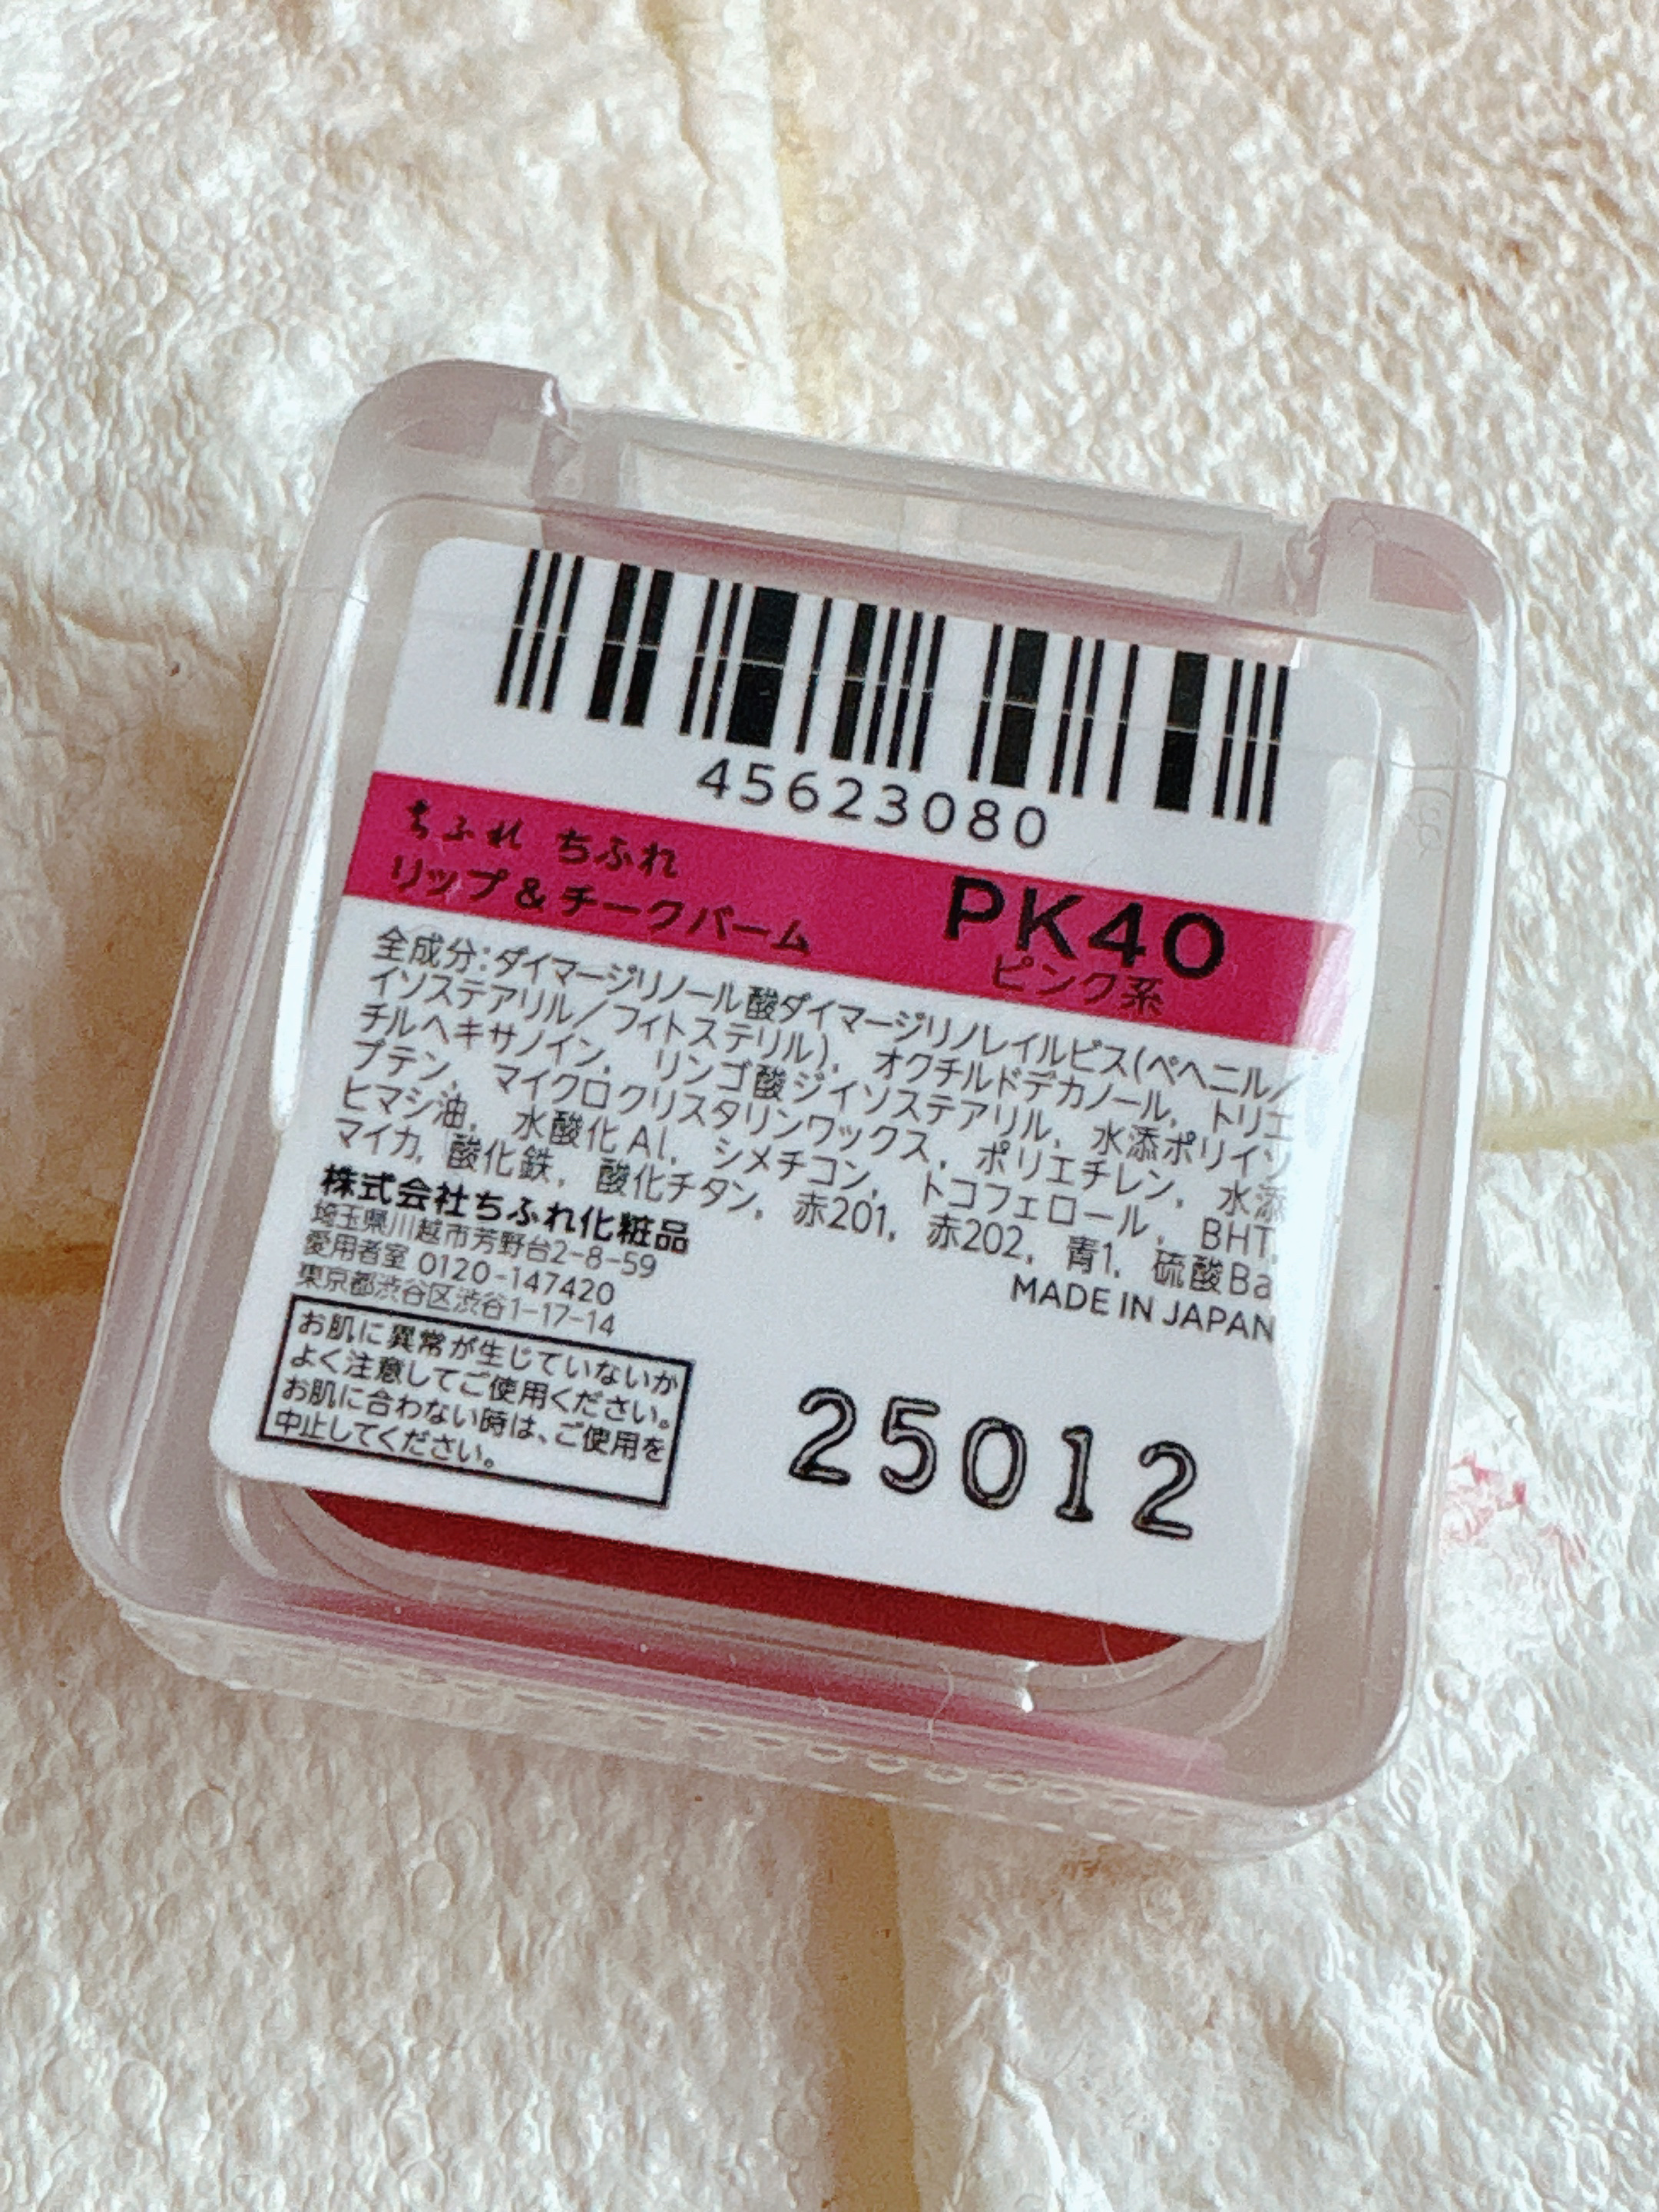 45623080
ちふれ ちふれ
リップ&チークバーム
PK40
ピンク系
全成分:ダイマージリノール酸ダイマージリノレイルビス(ベヘニル/
イソステアリル/フィトステリル), オクチルドデカノール, トリエ
チルヘキサノイン, リンゴ酸ジイソステアリル, 水添ポリイソ
ブテン, マイクロクリスタリンワックス, ポリエチレン, 水添
ヒマシ油, 水酸化Al, シメチコン, トコフェロール, BHT,
マイカ, 酸化鉄, 酸化チタン, 赤201, 赤202, 青1, 硫酸Ba
MADE IN JAPAN
株式会社ちふれ化粧品
埼玉県川越市芳野台2-8-59
愛用者室 0120-147420
東京都渋谷区渋谷1-17-14
お肌に異常が生じていないか
よく注意してご使用ください。
お肌に合わない時は、ご使用を
中止してください。
25012